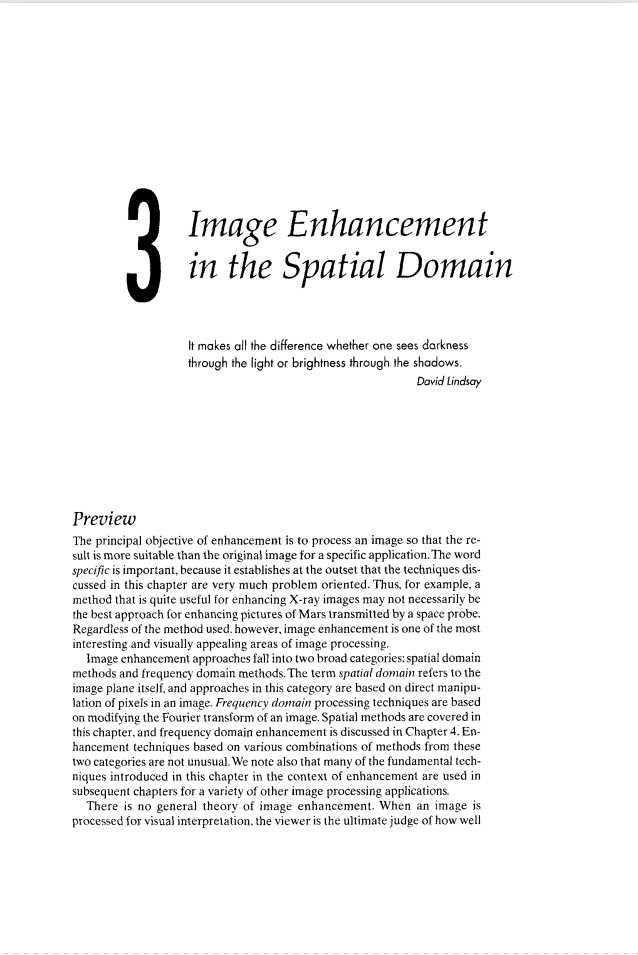 3
Image Enhancement
in the Spatial Domain
It makes all the difference whether one sees darkness
through the light or brightness through the shadows.
David Lindsay
Preview
The principal objective of enhancement is to process an image so that the re-
sult is more suitable than the original image for a specific application. The word
specific is important, because it establishes at the outset that the techniques dis-
cussed in this chapter are very much problem oriented. Thus, for example, a
method that is quite useful for enhancing X-ray images may not necessarily be
the best approach for enhancing pictures of Mars transmitted by a space probe.
Regardless of the method used, however, image enhancement is one of the most
interesting and visually appealing areas of image processing.
Image enhancement approaches fall into two broad categories: spatial domain
methods and frequency domain methods. The term spatial domain refers to the
image plane itself, and approaches in this category are based on direct manipu-
lation of pixels in an image. Frequency domain processing techniques are based
on modifying the Fourier transform of an image. Spatial methods are covered in
this chapter, and frequency domain enhancement is discussed in Chapter 4. En-
hancement techniques based on various combinations of methods from these
two categories are not unusual. We note also that many of the fundamental tech-
niques introduced in this chapter in the context of enhancement are used in
subsequent chapters for a variety of other image processing applications.
There is no general theory of image enhancement. When an image is
processed for visual interpretation, the viewer is the ultimate judge of how well